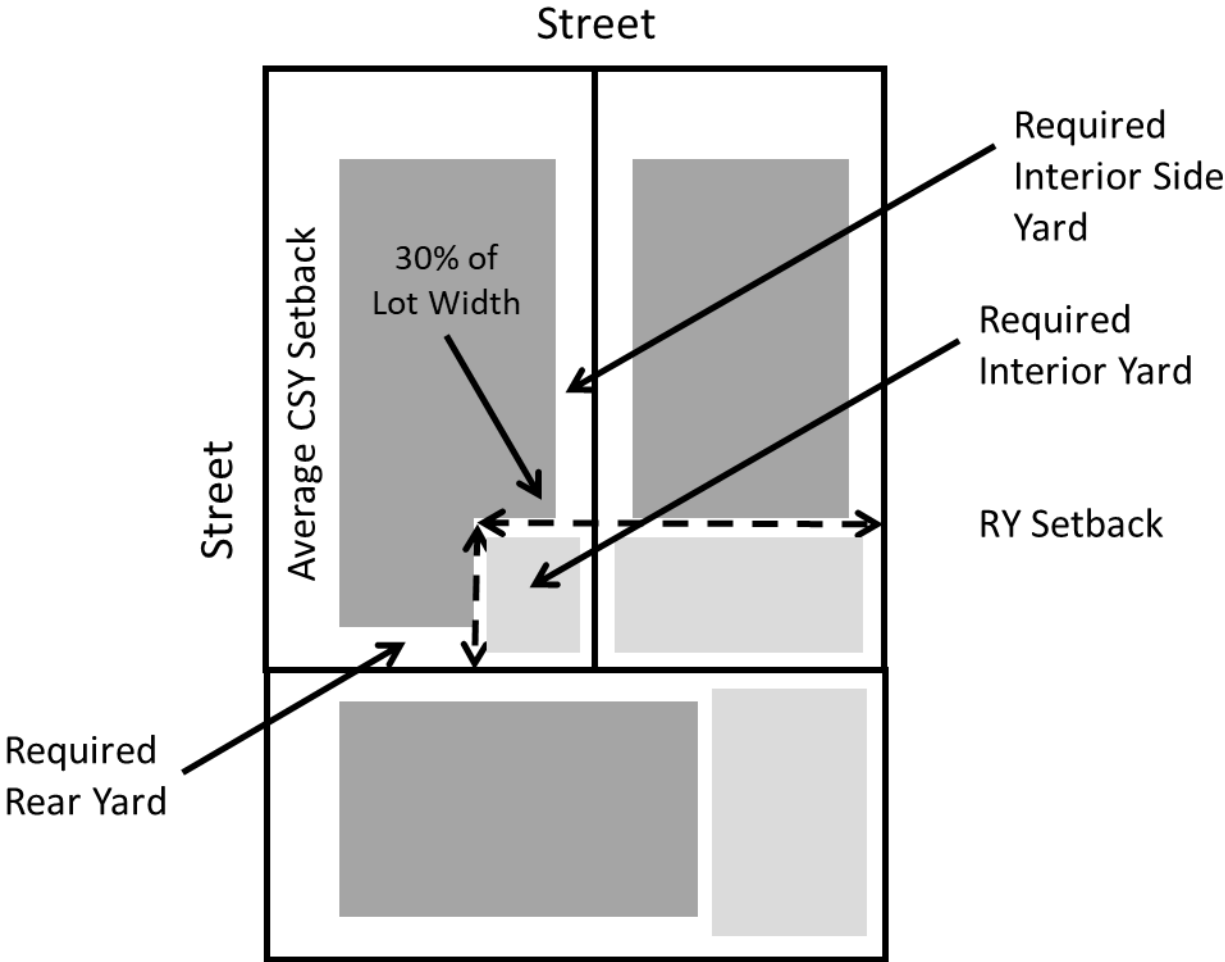 Street
Required
Interior Side
Yard
30% of
Lot Width
Average CSY Setback
Required
Interior Yard
Street
RY Setback
Required
Rear Yard